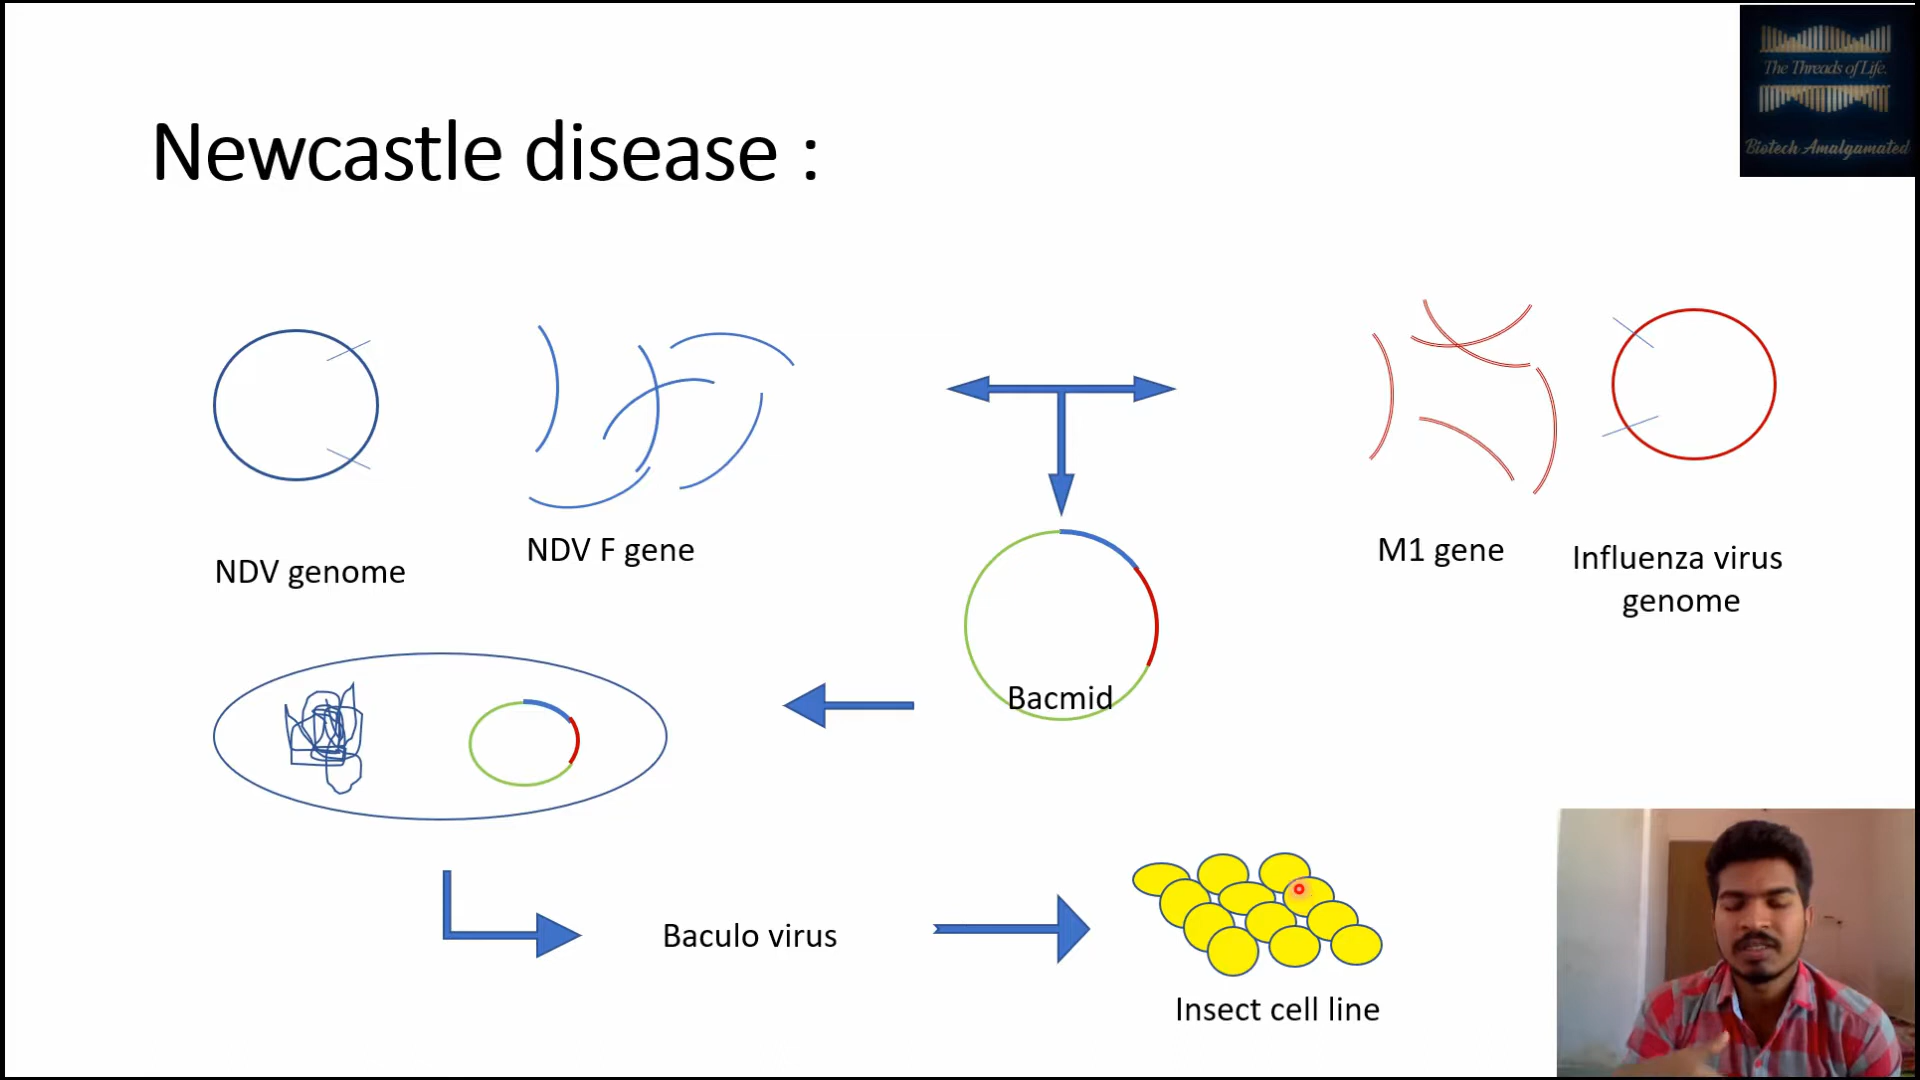 The Threads of Life.
Biotech Amalgamated
Newcastle disease :
NDV genome
NDV F gene
M1 gene
Influenza virus
genome
Bacmid
Baculo virus
Insect cell line